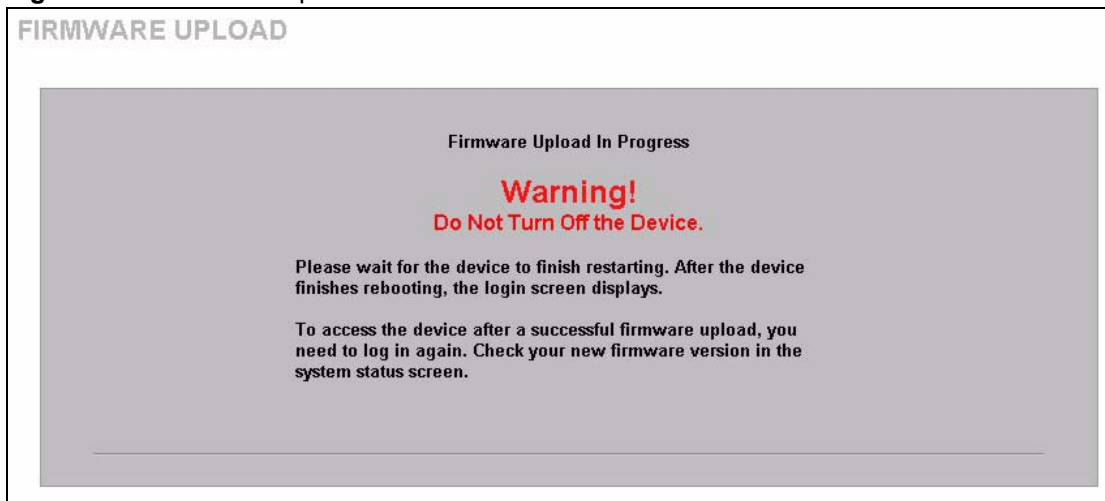 FIRMWARE UPLOAD
Firmware Upload In Progress
Warning!
Do Not Turn Off the Device.
Please wait for the device to finish restarting. After the device
finishes rebooting, the login screen displays.
To access the device after a successful firmware upload, you
need to log in again. Check your new firmware version in the
system status screen.